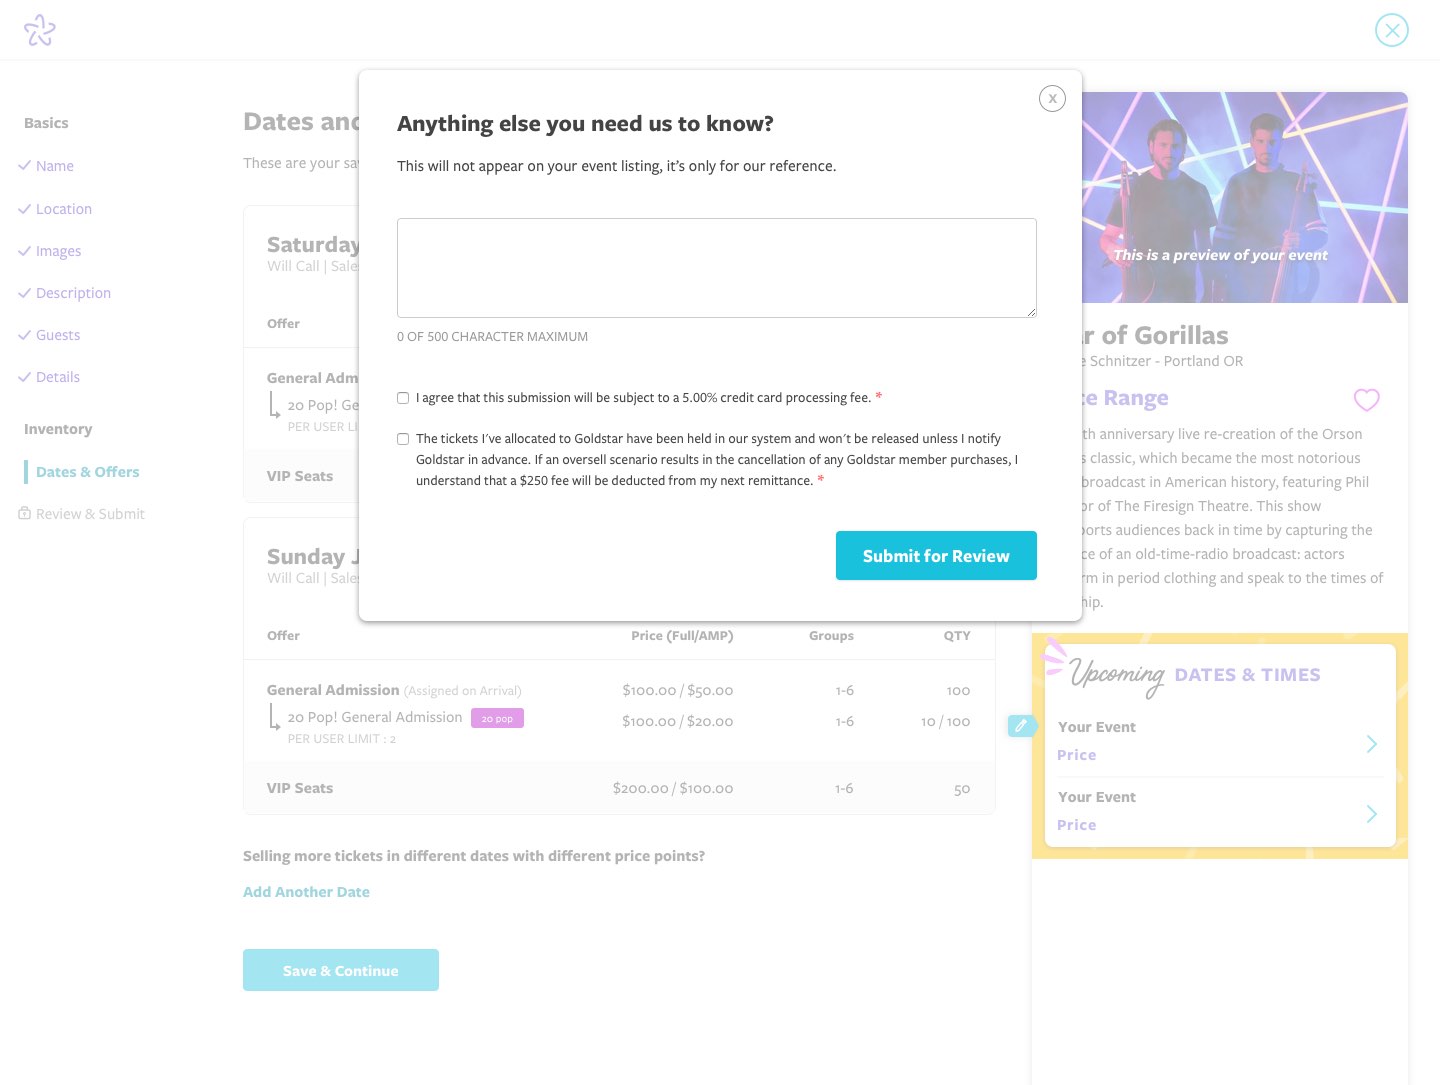 Basics
Name
Location
Images
Description
Guests
Details
Inventory
Dates & Offers
Review & Submit
Dates and
These are your sav
Saturday
Will Call | Sales
Offer
General Adm
20 Pop! Ge
PER USER LI
VIP Seats
Sunday J
Will Call | Sales
Offer Price (Full/AMP) Groups QTY
General Admission (Assigned on Arrival) $100.00 / $50.00 1-6 100
20 Pop! General Admission 20 pop $100.00 / $20.00 1-6 10 / 100
PER USER LIMIT : 2
VIP Seats $200.00 / $100.00 1-6 50
Selling more tickets in different dates with different price points?
Add Another Date
Save & Continue
X
Anything else you need us to know?
This will not appear on your event listing, it's only for our reference.
0 OF 500 CHARACTER MAXIMUM
I agree that this submission will be subject to a 5.00% credit card processing fee. *
The tickets I've allocated to Goldstar have been held in our system and won't be released unless I notify
Goldstar in advance. If an oversell scenario results in the cancellation of any Goldstar member purchases, I
understand that a $250 fee will be deducted from my next remittance. *
Submit for Review
This is a preview of your event
r of Gorillas
e Schnitzer - Portland OR
ce Range
th anniversary live re-creation of the Orson
s classic, which became the most notorious
broadcast in American history, featuring Phil
or of The Firesign Theatre. This show
ports audiences back in time by capturing the
ce of an old-time-radio broadcast: actors
rm in period clothing and speak to the times of
hip.
Upcoming DATES & TIMES
Your Event
Price
Your Event
Price